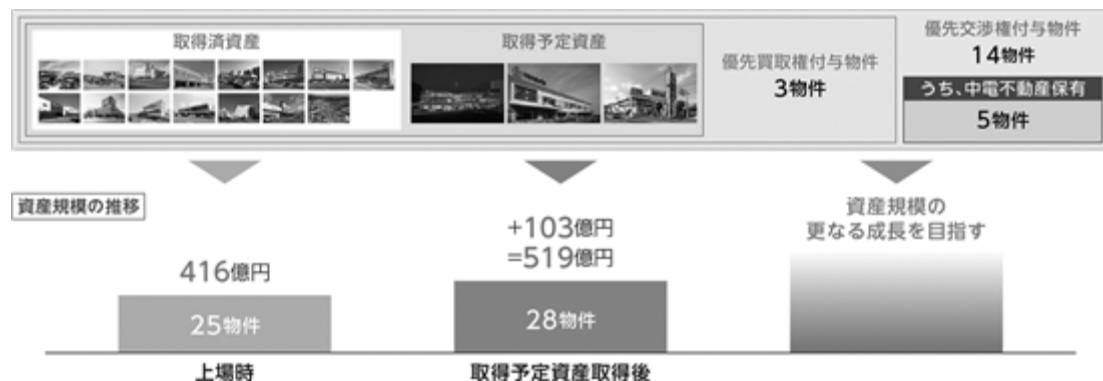 取得済資産
取得予定資産
優先買取権付与物件
3物件
優先交渉権付与物件
14物件
うち、中電不動産保有
5物件
資産規模の推移
416億円
25物件
上場時
+103億円
=519億円
28物件
取得予定資産取得後
資産規模の
更なる成長を目指す